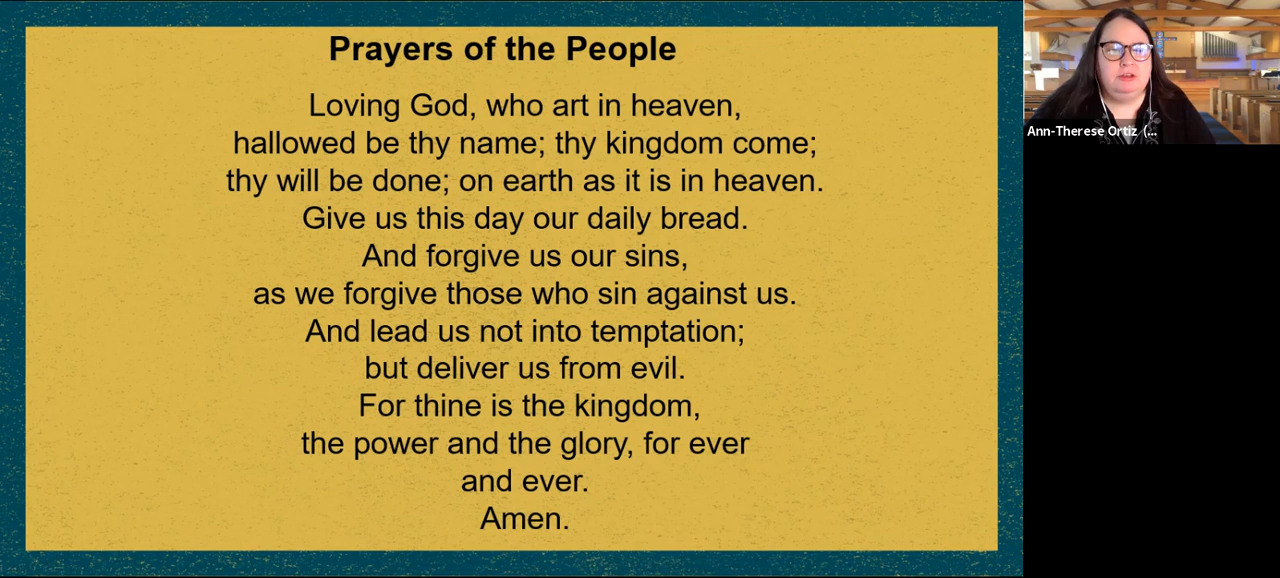 Prayers of the People
Loving God, who art in heaven,
hallowed be thy name; thy kingdom come;
thy will be done; on earth as it is in heaven.
Give us this day our daily bread.
And forgive us our sins,
as we forgive those who sin against us.
And lead us not into temptation;
but deliver us from evil.
For thine is the kingdom,
the power and the glory, for ever
and ever.
Amen.
Ann-Therese Ortiz (...